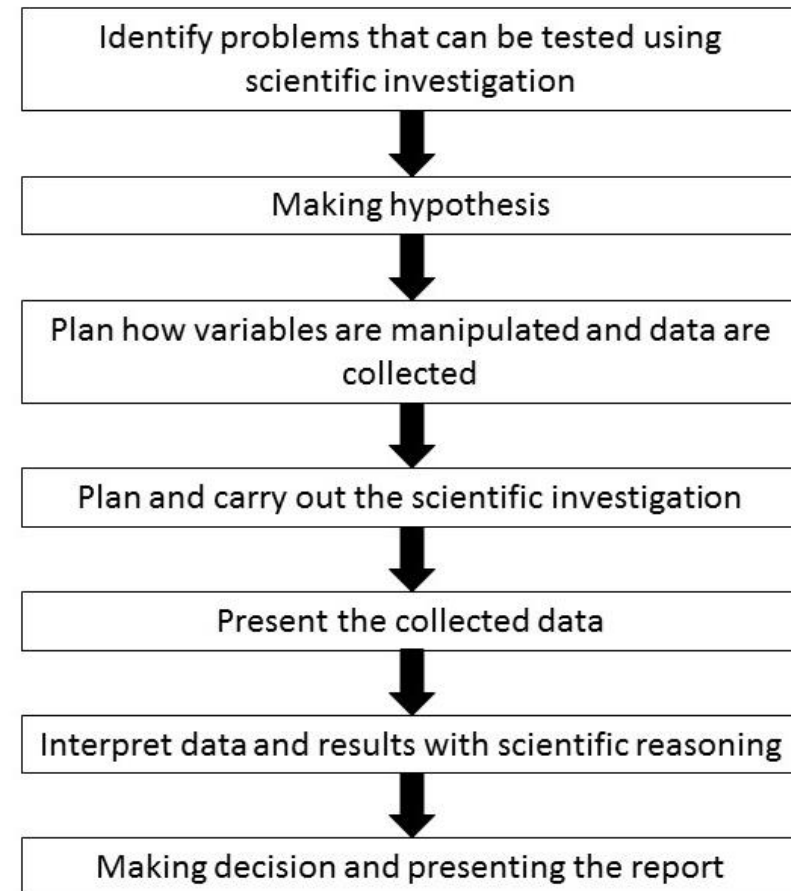 Identify problems that can be tested using
scientific investigation
Making hypothesis
Plan how variables are manipulated and data are
collected
Plan and carry out the scientific investigation
Present the collected data
Interpret data and results with scientific reasoning
Making decision and presenting the report